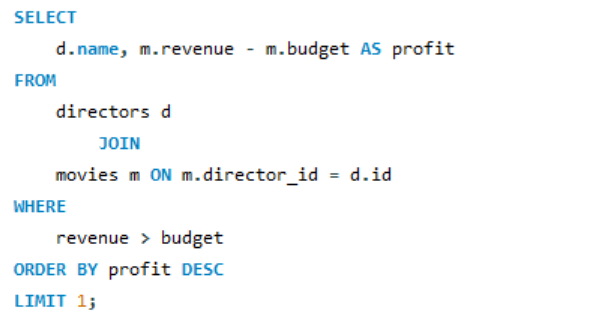 SELECT
    d.name, m.revenue - m.budget AS profit
FROM
    directors d
        JOIN
    movies m ON m.director_id = d.id
WHERE
    revenue > budget
ORDER BY profit DESC
LIMIT 1;